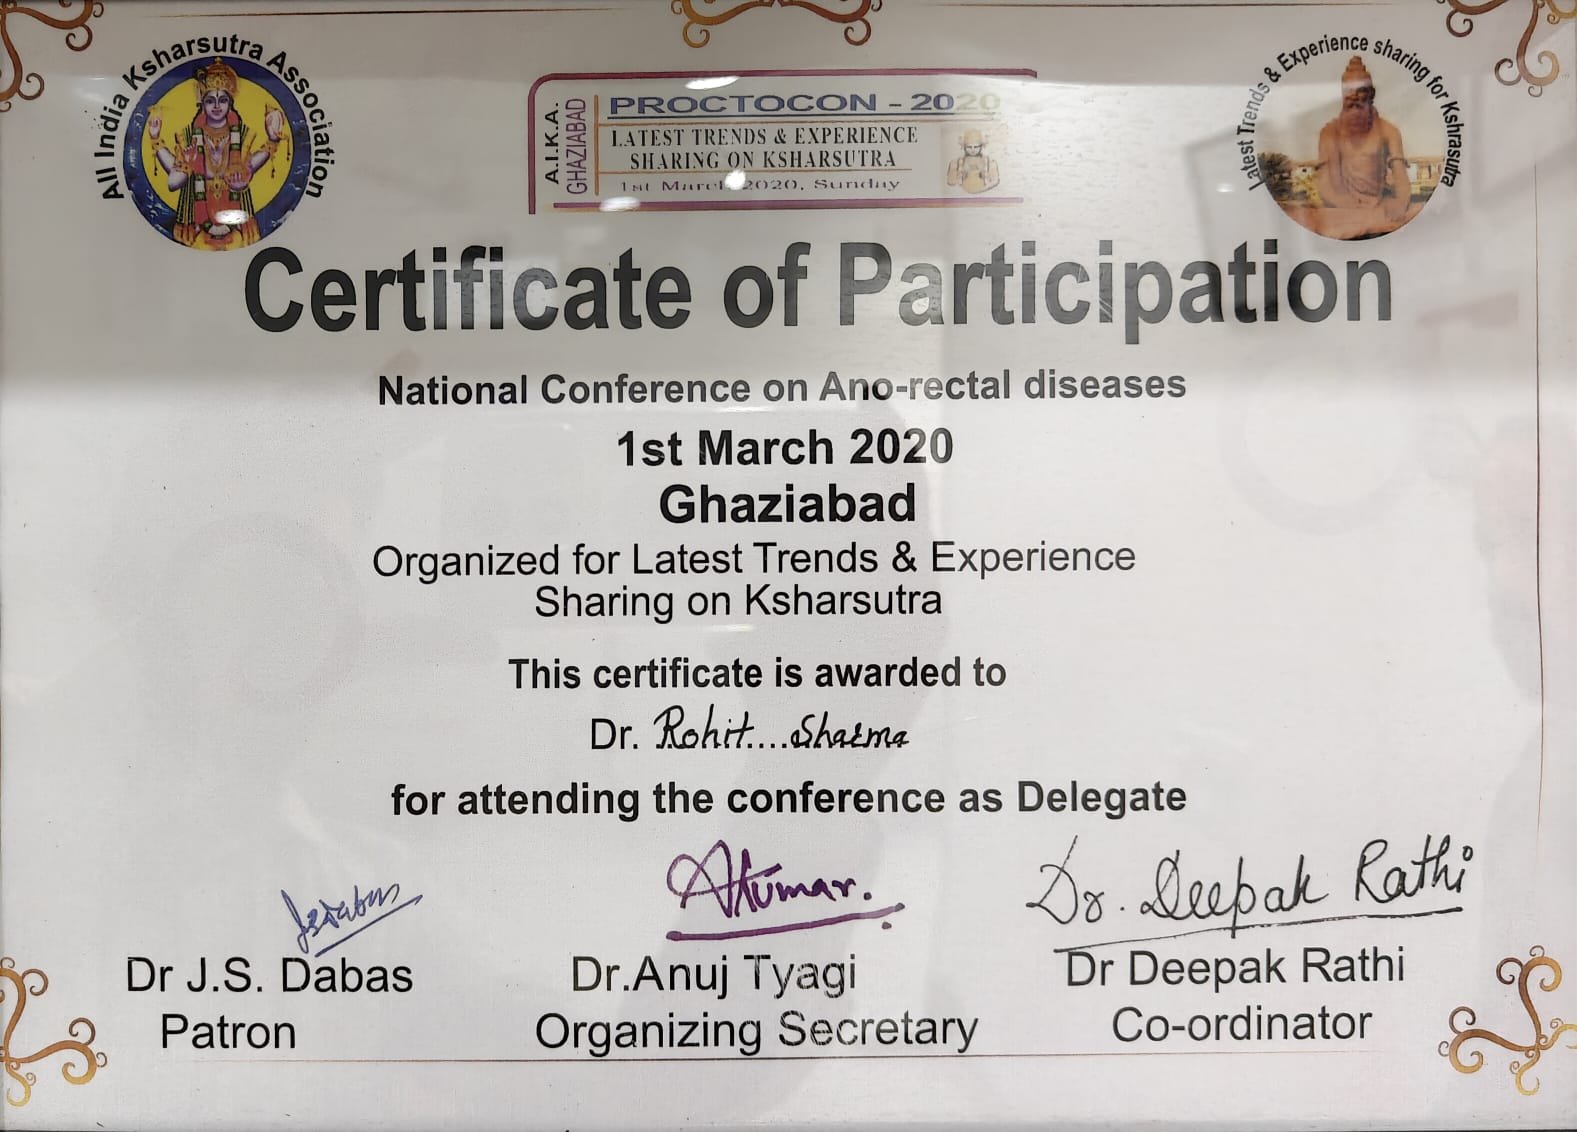 All India Ksharsutra Association
A.I.K.A.
GHAZIABAD
PROCTOCON - 2020
LATEST TRENDS & EXPERIENCE
SHARING ON KSHARSUTRA
1st March 2020, Sunday
Latest Trends & Experience sharing for Kshrasutra
Certificate of Participation
National Conference on Ano-rectal diseases
1st March 2020
Ghaziabad
Organized for Latest Trends & Experience
Sharing on Ksharsutra
This certificate is awarded to
Dr. Rohit....Sharma
for attending the conference as Delegate
AKumar.
Dr. Deepak Rathi
Dr J.S. Dabas
Dr.Anuj Tyagi
Dr Deepak Rathi
Patron
Organizing Secretary
Co-ordinator